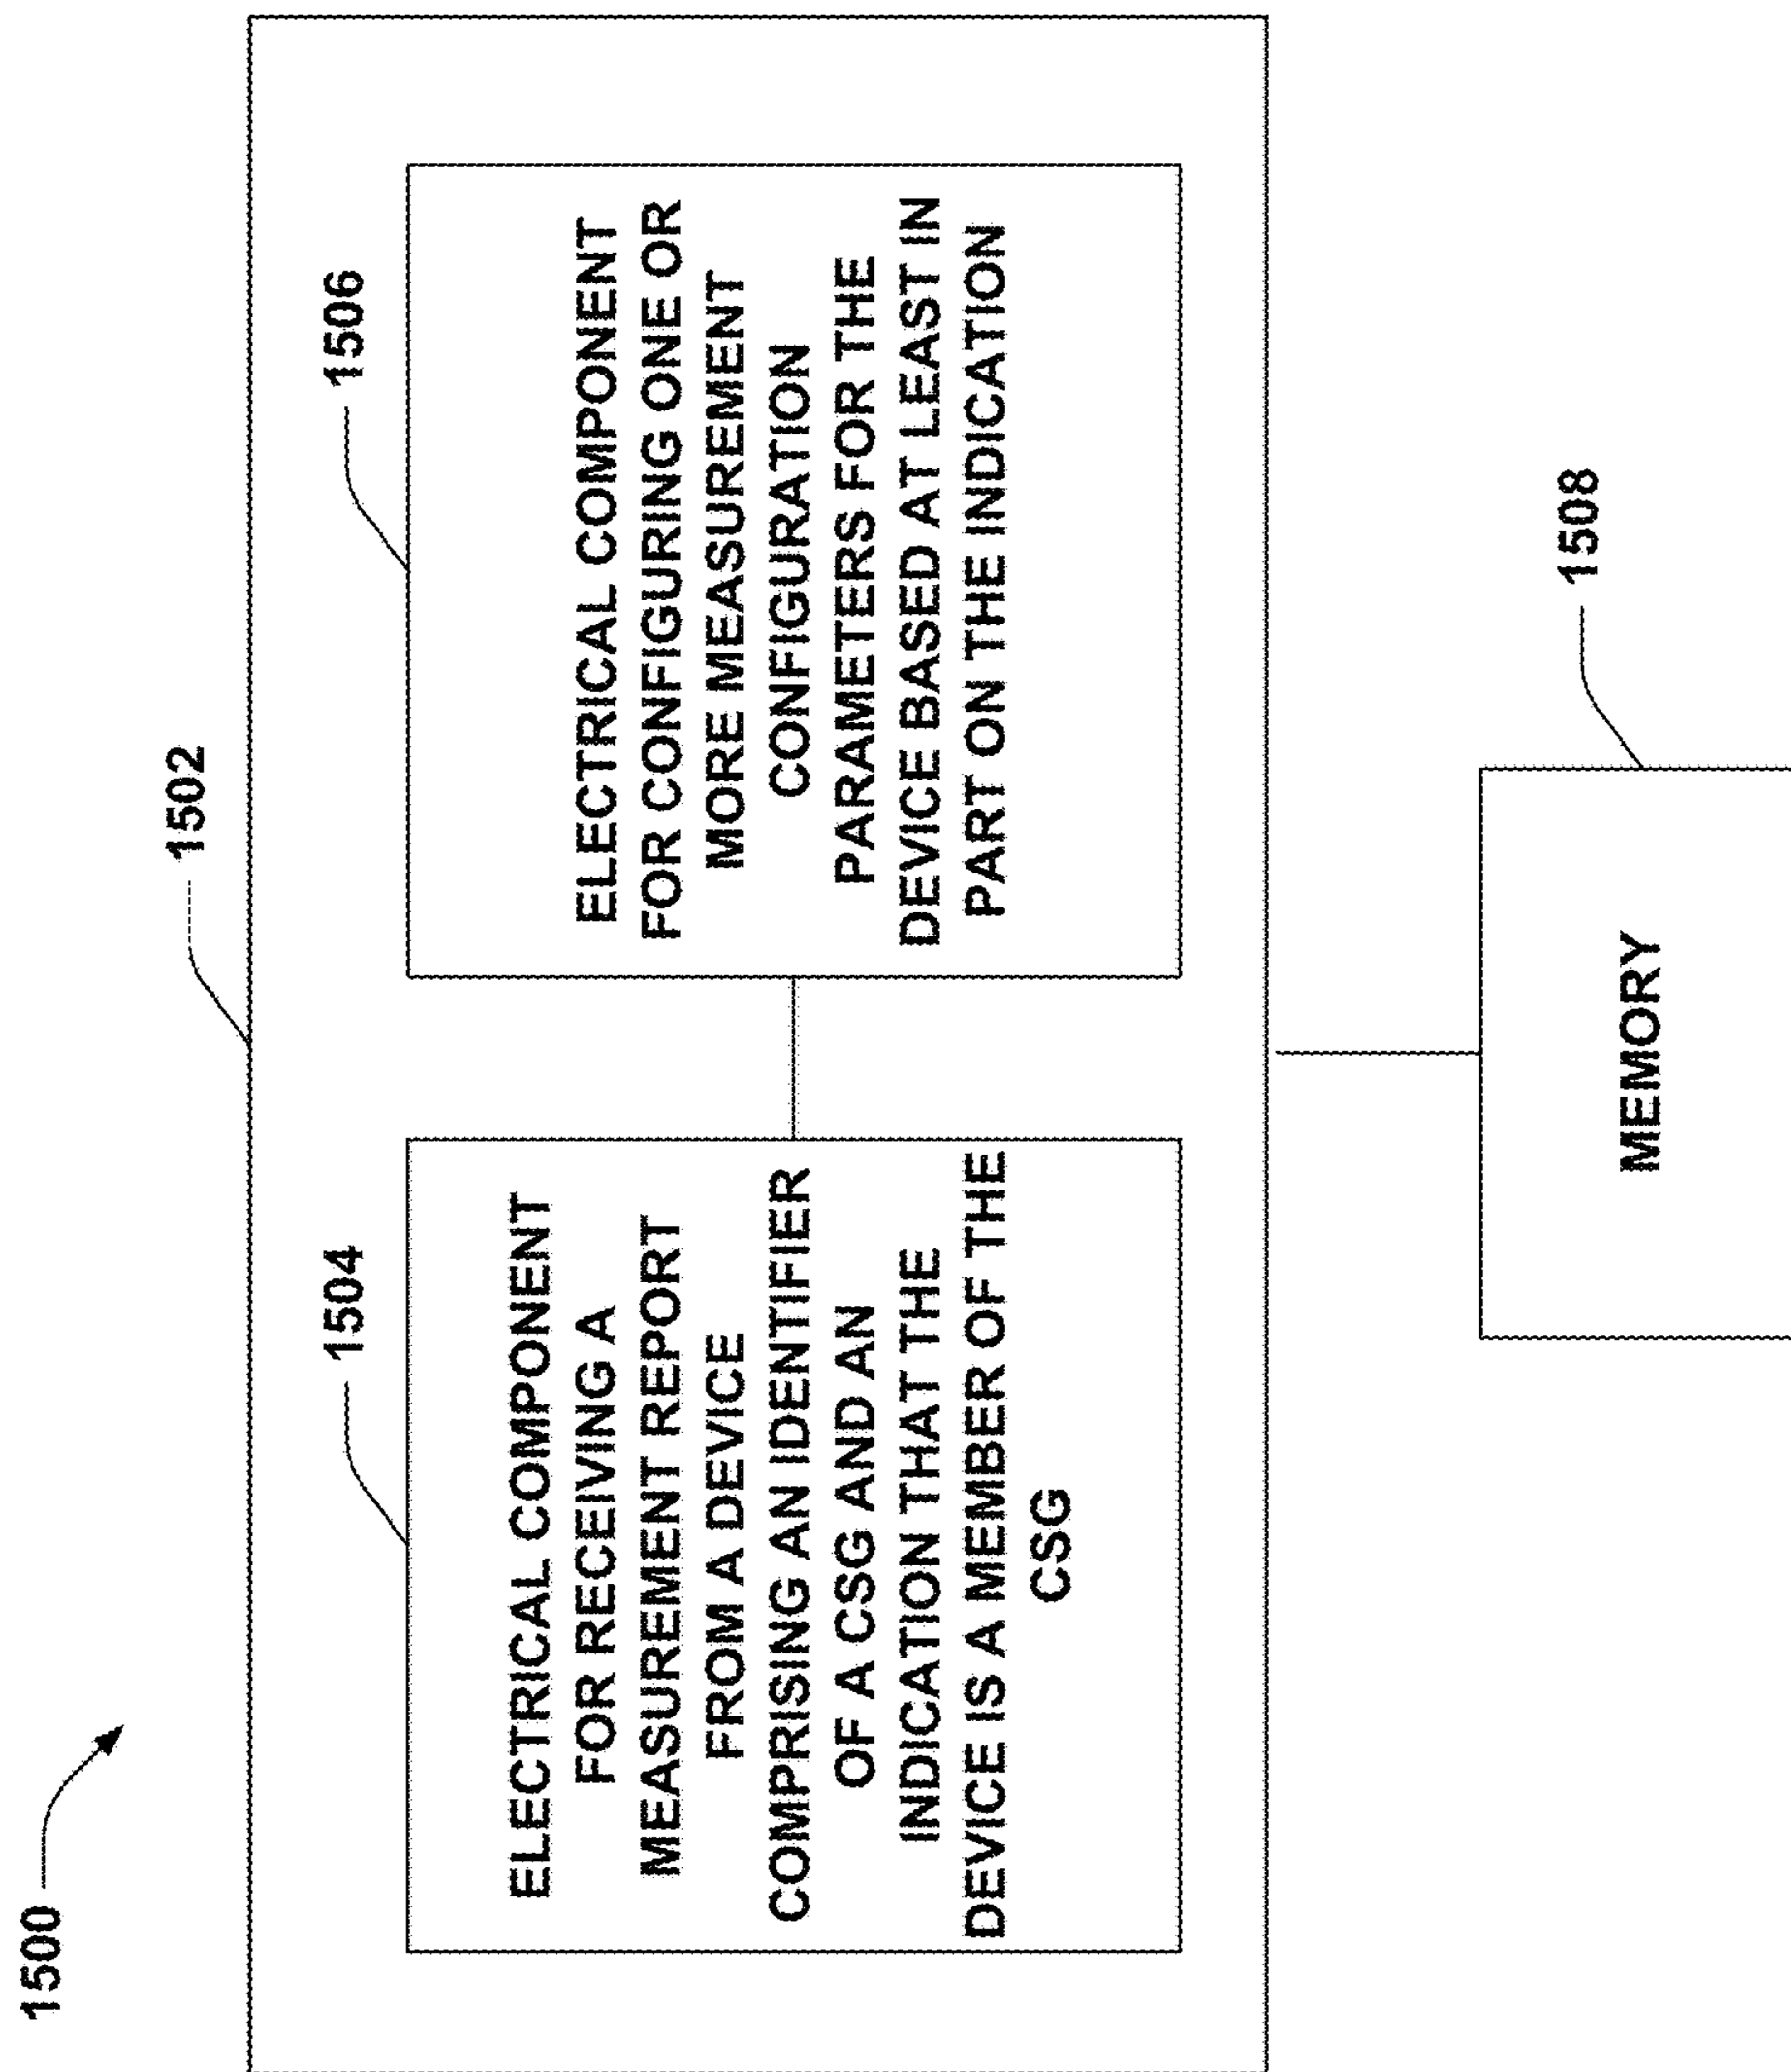 1500
1502
1504
ELECTRICAL COMPONENT
FOR RECEIVING A
MEASUREMENT REPORT
FROM A DEVICE
COMPRISING AN IDENTIFIER
OF A CSG AND AN
INDICATION THAT THE
DEVICE IS A MEMBER OF THE
CSG
1506
ELECTRICAL COMPONENT
FOR CONFIGURING ONE OR
MORE MEASUREMENT
CONFIGURATION
PARAMETERS FOR THE
DEVICE BASED AT LEAST IN
PART ON THE INDICATION
1508
MEMORY